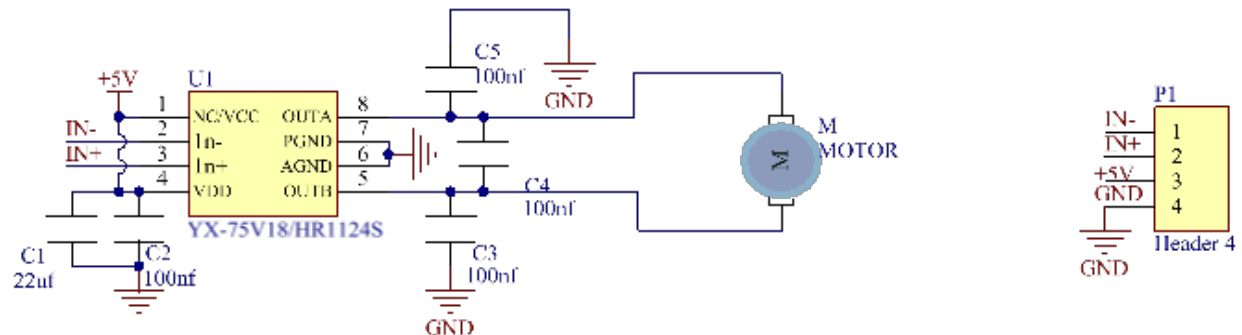 C5
100nf
GND
+5V
U1
1
NC/VCC
OUTA
8
IN-
2
In-
PGND
7
IN+
3
In+
AGND
6
4
VDD
OUTB
5
YX-75V18/HR1124S
C1
22uf
C2
100nf
C4
100nf
C3
100nf
GND
M
M
MOTOR
P1
IN-
1
IN+
2
+5V
3
GND
4
Header 4
GND